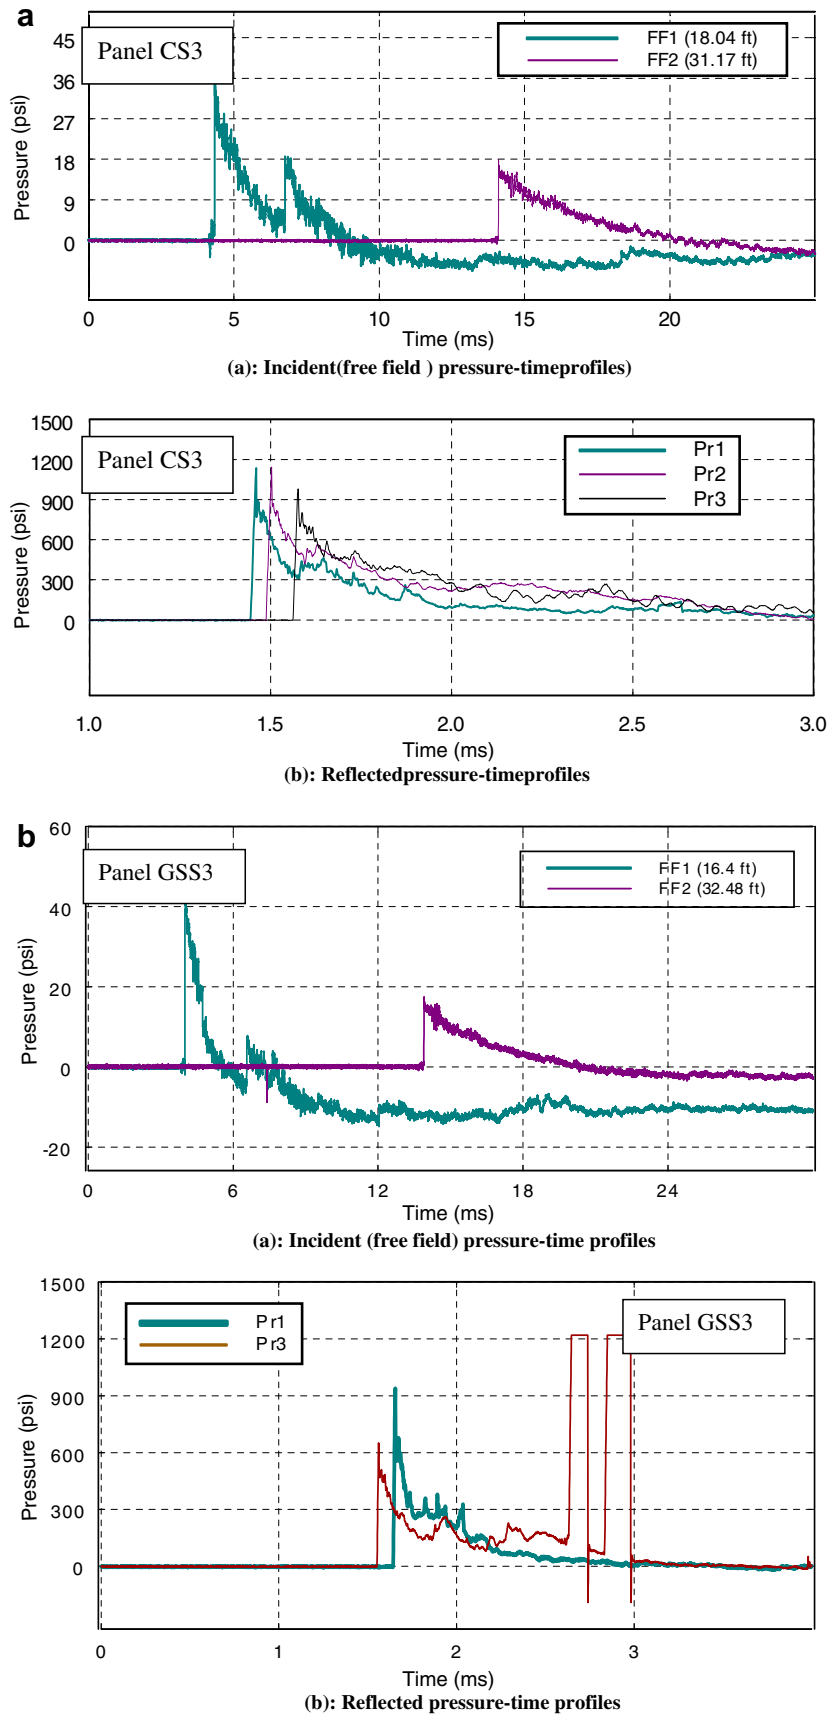 a
Panel CS3
FF1 (18.04 ft)
FF2 (31.17 ft)
45
36
27
18
9
0
Pressure (psi)
0 5 10 15 20
Time (ms)
(a): Incident(free field ) pressure-timeprofiles)
Panel CS3
Pr1
Pr2
Pr3
1500
1200
900
600
300
0
Pressure (psi)
1.0 1.5 2.0 2.5 3.0
Time (ms)
(b): Reflectedpressure-timeprofiles
b
Panel GSS3
FF1 (16.4 ft)
FF2 (32.48 ft)
60
40
20
0
-20
Pressure (psi)
0 6 12 18 24
Time (ms)
(a): Incident (free field) pressure-time profiles
Pr1
Pr3
Panel GSS3
1500
1200
900
600
300
0
Pressure (psi)
0 1 2 3
Time (ms)
(b): Reflected pressure-time profiles